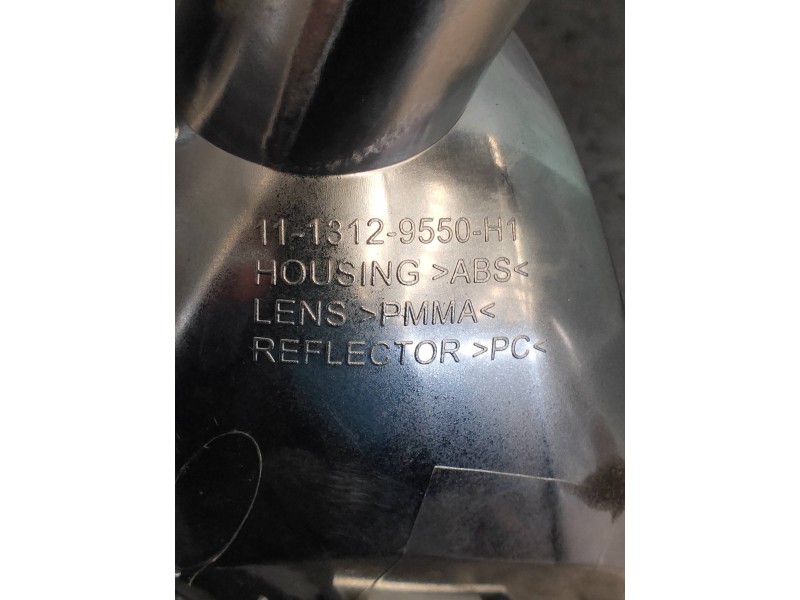 11-1312-9550-H1
HOUSING >ABS<
LENS >PMMA<
REFLECTOR >PC<